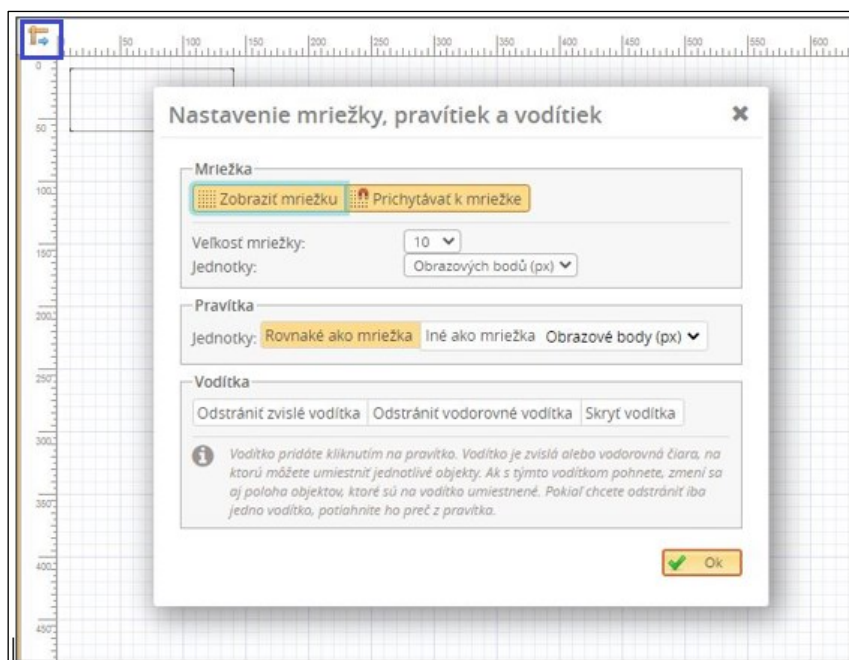 50 100 150 200 250 300 350 400 450 500 550 600
0
50
100
150
200
250
300
350
400
450
Nastavenie mriežky, pravítiek a vodítiek
Mriežka
Zobraziť mriežku Prichytávať k mriežke
Veľkosť mriežky: 10
Jednotky: Obrazových bodů (px)
Pravítka
Jednotky: Rovnaké ako mriežka Iné ako mriežka Obrazové body (px)
Vodítka
Odstrániť zvislé vodítka Odstrániť vodorovné vodítka Skryť vodítka
Vodítko pridáte kliknutím na pravítko. Vodítko je zvislá alebo vodorovná čiara, na
ktorú môžete umiestniť jednotlivé objekty. Ak s týmto vodítkom pohnete, zmení sa
aj poloha objektov, ktoré sú na vodítko umiestnené. Pokiaľ chcete odstrániť iba
jedno vodítko, potiahnite ho preč z pravítka.
Ok